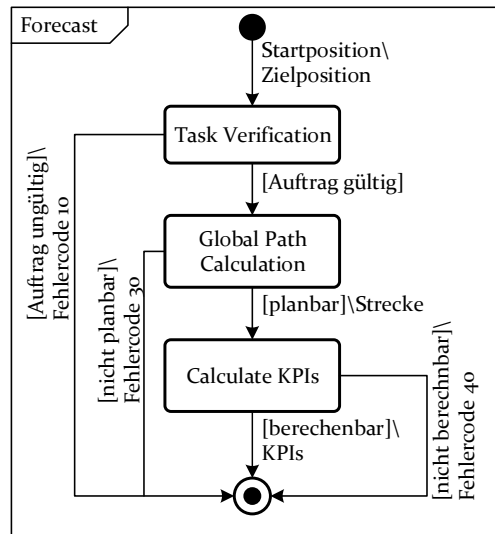 Forecast
Startposition\
Zielposition
Task Verification
[Auftrag ungültig]\
Fehlercode 10
[Auftrag gültig]
Global Path
Calculation
[nicht planbar]\
Fehlercode 30
[planbar]\Strecke
Calculate KPIs
[nicht berechnbar]\
Fehlercode 40
[berechenbar]\
KPIs